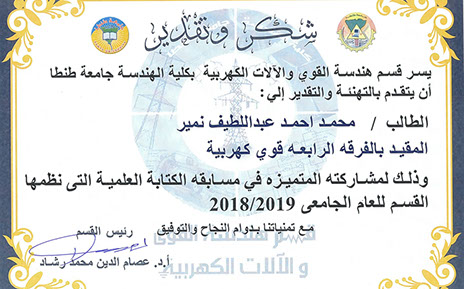 شكر وتقدير
يسر قسم هندسة القوي والآلات الكهربية بكلية الهندسة جامعة طنطا
أن يتقدم بالتهنئة والتقدير إلي:
الطالب / محمد احمد عبداللطيف نمير
المقيد بالفرقه الرابعه قوي كهربية
وذلك لمشاركته المتميزه في مسابقه الكتابة العلمية التى نظمها
القسم للعام الجامعى 2018/2019
مع تمنياتنا بدوام النجاح والتوفيق
رئيس القسم
أ.د. عصام الدين محمد رشاد
قسم هندسة القوى
و الآلات الكهربية